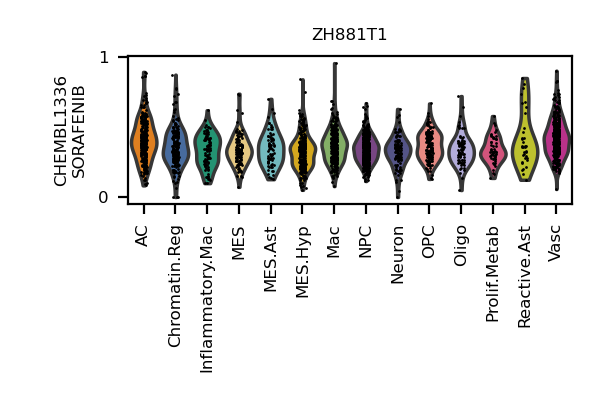 ZH881T1
CHEMBL1336
SORAFENIB
1
0
AC
Chromatin.Reg
Inflammatory.Mac
MES
MES.Ast
MES.Hyp
Mac
NPC
Neuron
OPC
Oligo
Prolif.Metab
Reactive.Ast
Vasc